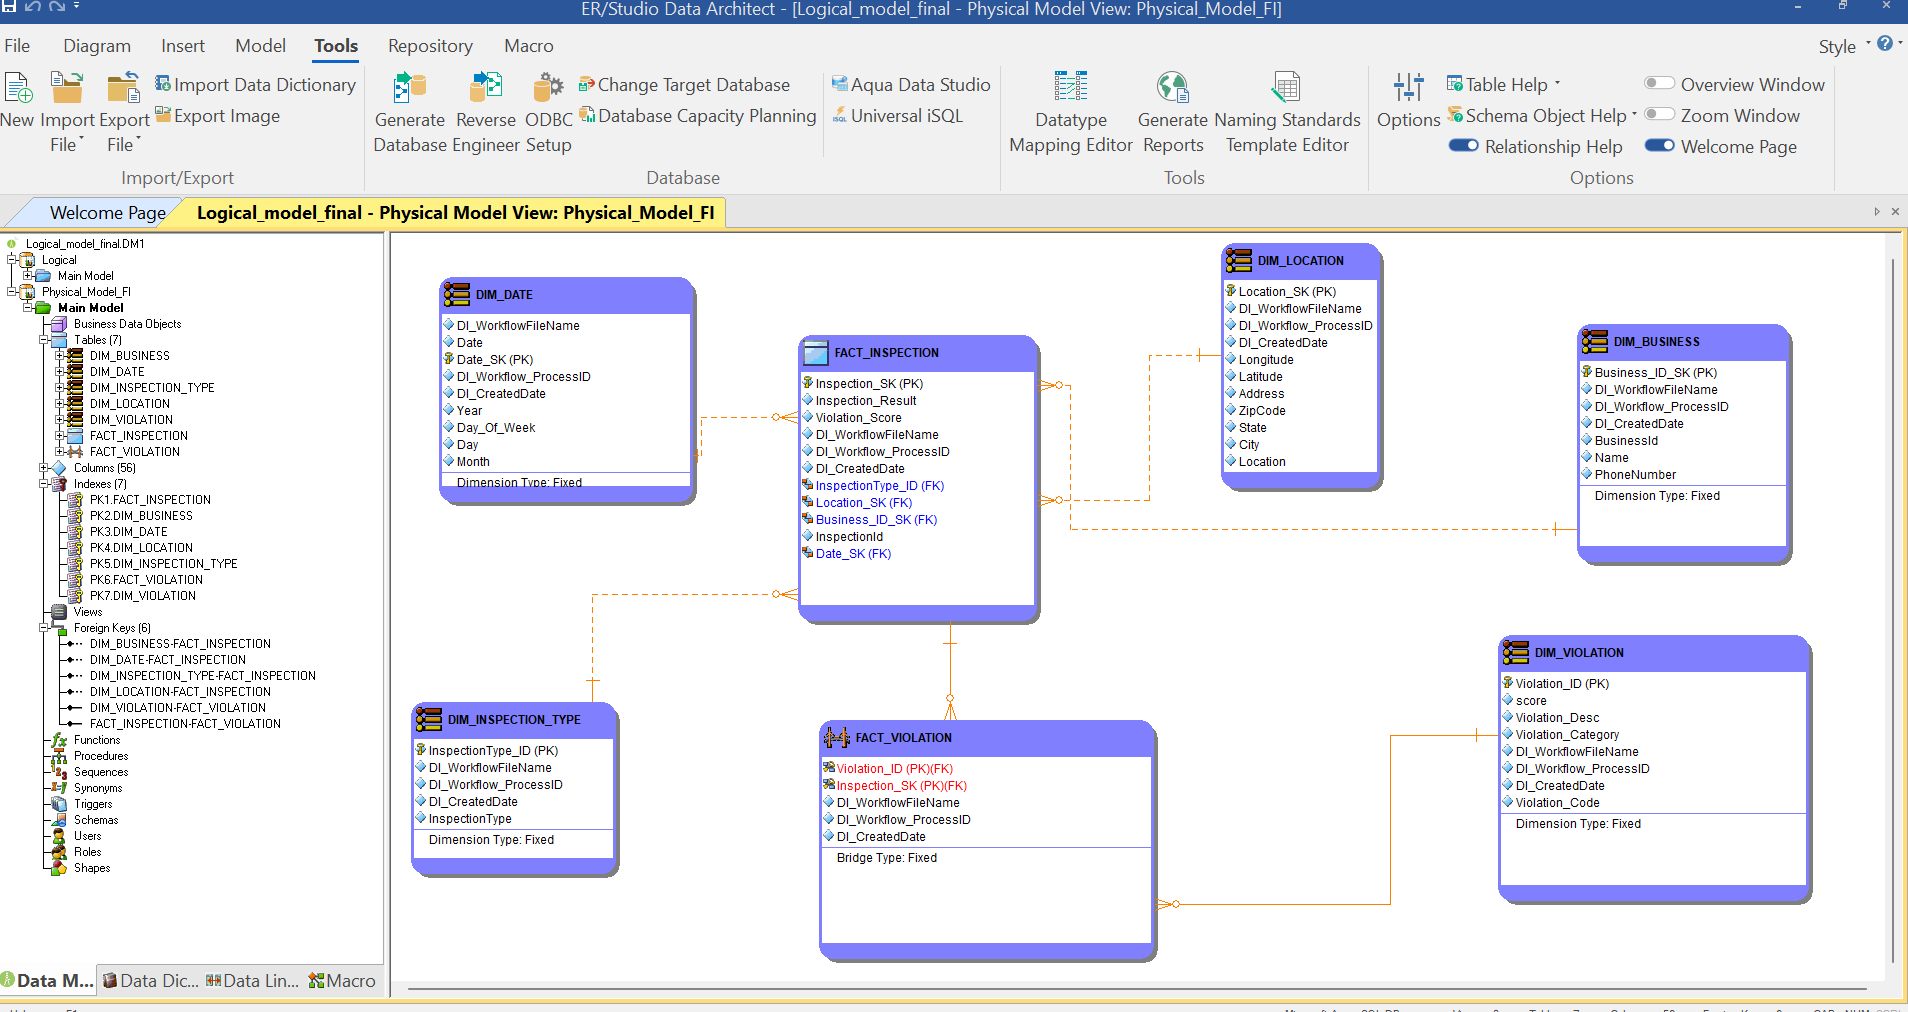 ER/Studio Data Architect - [Logical_model_final - Physical Model View: Physical_Model_FI]
File Diagram Insert Model Tools Repository Macro Style
New
Import File
Export File
Import Data Dictionary
Export Image
Import/Export
Generate Database
Reverse Engineer
ODBC Setup
Change Target Database
Database Capacity Planning
Aqua Data Studio
Universal iSQL
Database
Datatype Mapping Editor
Generate Reports
Naming Standards Template Editor
Tools
Options
Table Help
Schema Object Help
Relationship Help
Overview Window
Zoom Window
Welcome Page
Options
Welcome Page
Logical_model_final - Physical Model View: Physical_Model_FI
Logical_model_final.DM1
Logical
Main Model
Physical_Model_FI
Main Model
Business Data Objects
Tables (7)
DIM_BUSINESS
DIM_DATE
DIM_INSPECTION_TYPE
DIM_LOCATION
DIM_VIOLATION
FACT_INSPECTION
FACT_VIOLATION
Columns (56)
Indexes (7)
PK1.FACT_INSPECTION
PK2.DIM_BUSINESS
PK3.DIM_DATE
PK4.DIM_LOCATION
PK5.DIM_INSPECTION_TYPE
PK6.FACT_VIOLATION
PK7.DIM_VIOLATION
Views
Foreign Keys (6)
DIM_BUSINESS-FACT_INSPECTION
DIM_DATE-FACT_INSPECTION
DIM_INSPECTION_TYPE-FACT_INSPECTION
DIM_LOCATION-FACT_INSPECTION
DIM_VIOLATION-FACT_VIOLATION
FACT_INSPECTION-FACT_VIOLATION
Functions
Procedures
Sequences
Synonyms
Triggers
Schemas
Users
Roles
Shapes
Data M...
Data Dic...
Data Lin...
Macro
DIM_DATE
DI_WorkflowFileName
Date
Date_SK (PK)
DI_Workflow_ProcessID
DI_CreatedDate
Year
Day_Of_Week
Day
Month
Dimension Type: Fixed
FACT_INSPECTION
Inspection_SK (PK)
Inspection_Result
Violation_Score
DI_WorkflowFileName
DI_Workflow_ProcessID
DI_CreatedDate
InspectionType_ID (FK)
Location_SK (FK)
Business_ID_SK (FK)
InspectionId
Date_SK (FK)
DIM_LOCATION
Location_SK (PK)
DI_WorkflowFileName
DI_Workflow_ProcessID
DI_CreatedDate
Longitude
Latitude
Address
ZipCode
State
City
Location
DIM_BUSINESS
Business_ID_SK (PK)
DI_WorkflowFileName
DI_Workflow_ProcessID
DI_CreatedDate
BusinessId
Name
PhoneNumber
Dimension Type: Fixed
DIM_INSPECTION_TYPE
InspectionType_ID (PK)
DI_WorkflowFileName
DI_Workflow_ProcessID
DI_CreatedDate
InspectionType
Dimension Type: Fixed
FACT_VIOLATION
Violation_ID (PK)(FK)
Inspection_SK (PK)(FK)
DI_WorkflowFileName
DI_Workflow_ProcessID
DI_CreatedDate
Bridge Type: Fixed
DIM_VIOLATION
Violation_ID (PK)
score
Violation_Desc
Violation_Category
DI_WorkflowFileName
DI_Workflow_ProcessID
DI_CreatedDate
Violation_Code
Dimension Type: Fixed